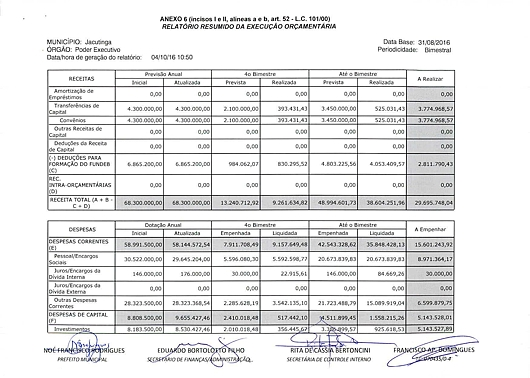 ANEXO 6 (incisos I e II, alíneas a e b, art. 52 - L.C. 101/00)
RELATÓRIO RESUMIDO DA EXECUÇÃO ORÇAMENTÁRIA
MUNICÍPIO: Jacutinga Data Base: 31/08/2016
ÓRGÃO: Poder Executivo Periodicidade: Bimestral
Data/hora de geração do relatório: 04/10/16 10:50
RECEITAS Previsão Anual 4o Bimestre Até o Bimestre A Realizar
Inicial Atualizada Prevista Realizada Prevista Realizada
Amortização de Empréstimos 0,00 0,00 0,00 0,00 0,00 0,00 0,00
Transferências de Capital 4.300.000,00 4.300.000,00 2.100.000,00 393.431,43 3.450.000,00 525.031,43 3.774.968,57
Convênios 4.300.000,00 4.300.000,00 2.100.000,00 393.431,43 3.450.000,00 525.031,43 3.774.968,57
Outras Receitas de Capital 0,00 0,00 0,00 0,00 0,00 0,00 0,00
Deduções da Receita de Capital 0,00 0,00 0,00 0,00 0,00 0,00 0,00
(-) DEDUÇÕES PARA FORMAÇÃO DO FUNDEB (C) 6.865.200,00 6.865.200,00 984.062,07 830.295,52 4.803.225,56 4.053.409,57 2.811.790,43
REC. INTRA-ORÇAMENTÁRIAS (D) 0,00 0,00 0,00 0,00 0,00 0,00 0,00
RECEITA TOTAL (A + B - C + D) 68.300.000,00 68.300.000,00 13.240.712,92 9.261.634,82 48.994.601,73 38.604.251,96 29.695.748,04
DESPESAS Dotação Anual 4o Bimestre Até o Bimestre A Empenhar
Inicial Atualizada Empenhada Liquidada Empenhada Liquidada
DESPESAS CORRENTES (E) 58.991.500,00 58.144.572,54 7.911.708,49 9.157.649,48 42.543.328,62 35.848.428,13 15.601.243,92
Pessoal/Encargos Sociais 30.522.000,00 29.645.204,00 5.596.080,30 5.592.598,77 20.673.839,83 20.673.839,83 8.971.364,17
Juros/Encargos da Dívida Interna 146.000,00 176.000,00 30.000,00 22.915,61 146.000,00 84.669,26 30.000,00
Juros/Encargos da Dívida Externa 0,00 0,00 0,00 0,00 0,00 0,00 0,00
Outras Despesas Correntes 28.323.500,00 28.323.368,54 2.285.628,19 3.542.135,10 21.723.488,79 15.089.919,04 6.599.879,75
DESPESAS DE CAPITAL (F) 8.808.500,00 9.655.427,46 2.410.018,48 517.442,10 4.511.899,45 1.558.215,26 5.143.528,01
Investimentos 8.183.500,00 8.530.427,46 2.410.018,48 356.445,67 925.618,53 5.143.527,89
NOÉ FRANCISCO RODRIGUES EDUARDO BORTOLOTTO FILHO RITA DE CÁSSIA BERTONCINI FRANCISCO AP. DOMINGUES
PREFEITO MUNICIPAL SECRETÁRIO DE FINANÇAS/ADMINISTRAÇÃO SECRETÁRIA DE CONTROLE INTERNO